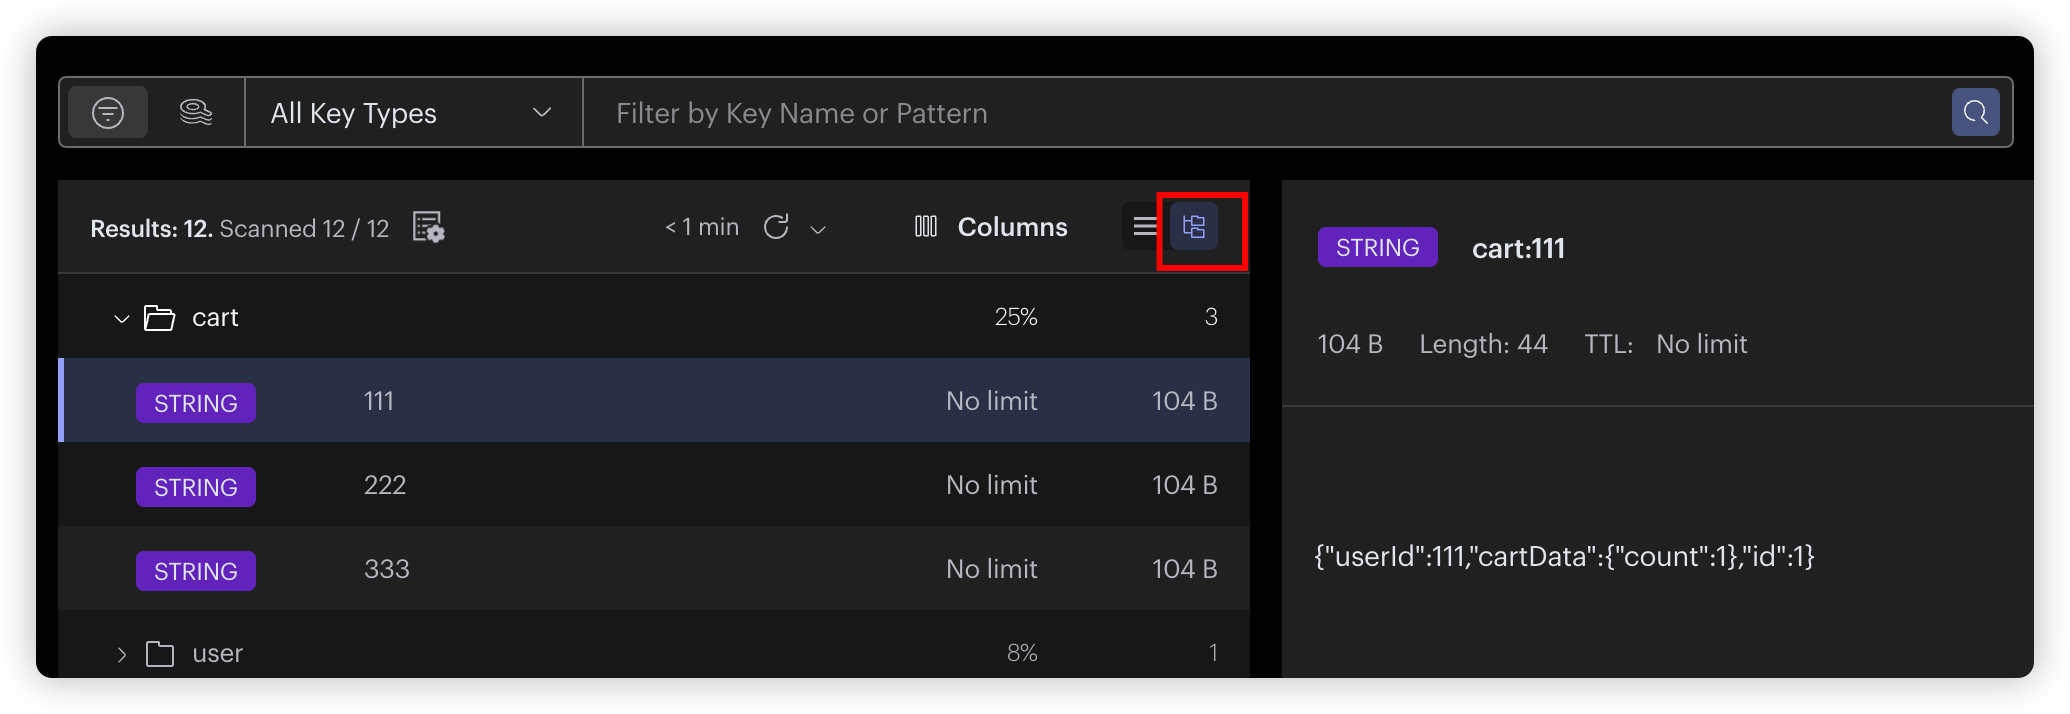 All Key Types
Filter by Key Name or Pattern
Results: 12. Scanned 12 / 12
< 1 min
Columns
cart 25% 3
STRING 111 No limit 104 B
STRING 222 No limit 104 B
STRING 333 No limit 104 B
user 8% 1
STRING cart:111
104 B Length: 44 TTL: No limit
{"userId":111,"cartData":{"count":1},"id":1}